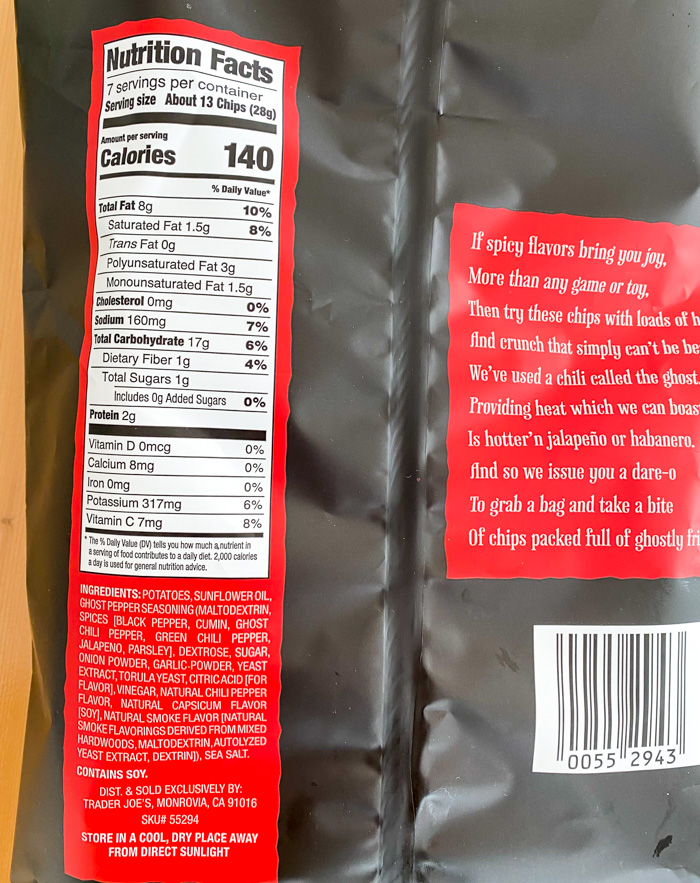 Nutrition Facts
7 servings per container
Serving size About 13 Chips (28g)
Amount per serving
Calories 140
% Daily Value*
Total Fat 8g 10%
Saturated Fat 1.5g 8%
Trans Fat 0g
Polyunsaturated Fat 3g
Monounsaturated Fat 1.5g
Cholesterol 0mg 0%
Sodium 160mg 7%
Total Carbohydrate 17g 6%
Dietary Fiber 1g 4%
Total Sugars 1g
Includes 0g Added Sugars 0%
Protein 2g
Vitamin D 0mcg 0%
Calcium 8mg 0%
Iron 0mg 0%
Potassium 317mg 6%
Vitamin C 7mg 8%
* The % Daily Value (DV) tells you how much a nutrient in
a serving of food contributes to a daily diet. 2,000 calories
a day is used for general nutrition advice.
INGREDIENTS: POTATOES, SUNFLOWER OIL,
GHOST PEPPER SEASONING (MALTODEXTRIN,
SPICES [BLACK PEPPER, CUMIN, GHOST
CHILI PEPPER, GREEN CHILI PEPPER,
JALAPENO, PARSLEY], DEXTROSE, SUGAR,
ONION POWDER, GARLIC POWDER, YEAST
EXTRACT, TORULA YEAST, CITRIC ACID [FOR
FLAVOR], VINEGAR, NATURAL CHILI PEPPER
FLAVOR, NATURAL CAPSICUM FLAVOR
[SOY], NATURAL SMOKE FLAVOR [NATURAL
SMOKE FLAVORINGS DERIVED FROM MIXED
HARDWOODS, MALTODEXTRIN, AUTOLYZED
YEAST EXTRACT, DEXTRIN]), SEA SALT.
CONTAINS SOY.
DIST. & SOLD EXCLUSIVELY BY:
TRADER JOE'S, MONROVIA, CA 91016
SKU# 55294
STORE IN A COOL, DRY PLACE AWAY
FROM DIRECT SUNLIGHT
If spicy flavors bring you joy,
More than any game or toy,
Then try these chips with loads of
And crunch that simply can't be
We've used a chili called the ghost
Providing heat which we can
Is hotter'n jalapeño or habanero.
And so we issue you a dare-o
To grab a bag and take a bite
Of chips packed full of ghostly
0055 2943